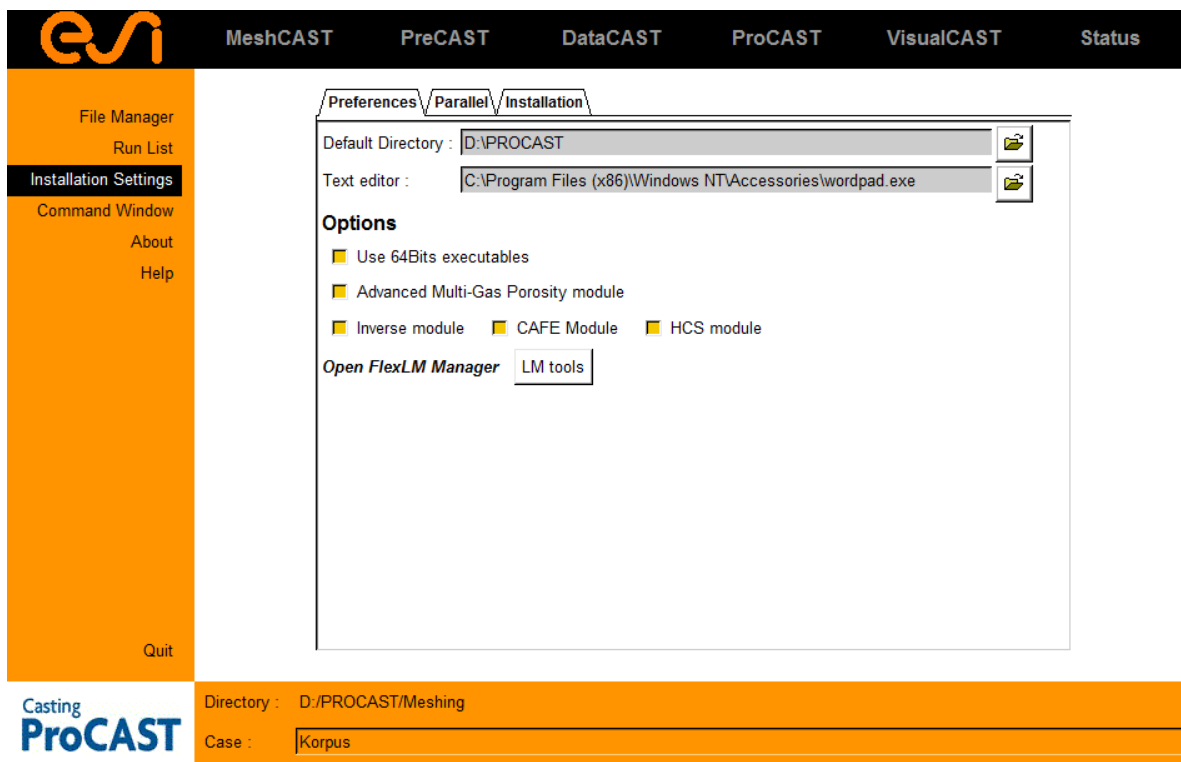 esi MeshCAST PreCAST DataCAST ProCAST VisualCAST Status
File Manager
Run List
Installation Settings
Command Window
About
Help
Quit
Preferences Parallel Installation
Default Directory : D:\PROCAST
Text editor : C:\Program Files (x86)\Windows NT\Accessories\wordpad.exe
Options
Use 64Bits executables
Advanced Multi-Gas Porosity module
Inverse module CAFE Module HCS module
Open FlexLM Manager LM tools
Casting
ProCAST
Directory : D:/PROCAST/Meshing
Case : Korpus